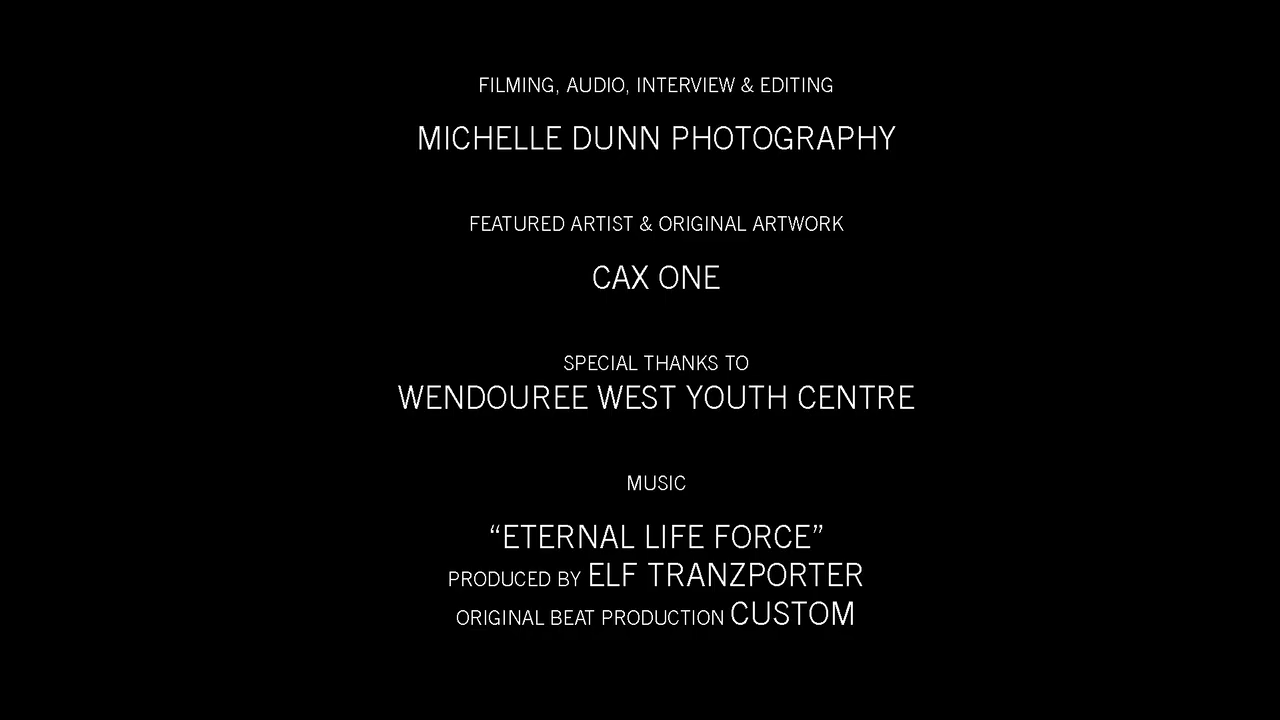 FILMING, AUDIO, INTERVIEW & EDITING
MICHELLE DUNN PHOTOGRAPHY
FEATURED ARTIST & ORIGINAL ARTWORK
CAX ONE
SPECIAL THANKS TO
WENDOUREE WEST YOUTH CENTRE
MUSIC
“ETERNAL LIFE FORCE”
PRODUCED BY ELF TRANZPORTER
ORIGINAL BEAT PRODUCTION CUSTOM